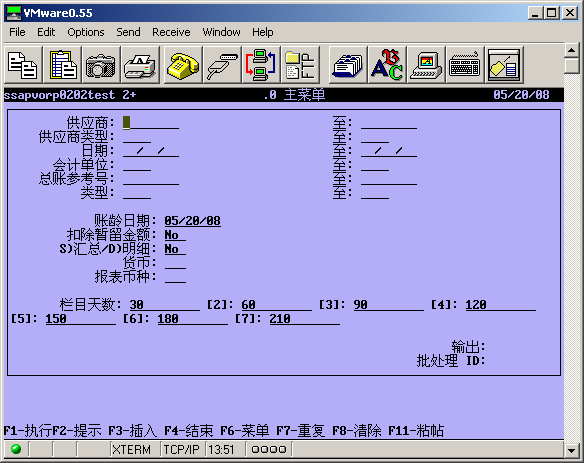 VMware0.55
File Edit Options Send Receive Window Help
ssapvorp0202test 2+ .0 主菜单 05/20/08
供应商: 至:
供应商类型: 至:
日期: / / 至: / /
会计单位: 至:
总账参考号: 至:
类型: 至:
账龄日期: 05/20/08
扣除暂留金额: No
S)汇总/D)明细: No
货币:
报表币种:
栏目天数: 30 [2]: 60 [3]: 90 [4]: 120
[5]: 150 [6]: 180 [7]: 210
输出:
批处理 ID:
F1-执行F2-提示 F3-插入 F4-结束 F6-菜单 F7-重复 F8-清除 F11-粘帖
XTERM TCP/IP 13:51